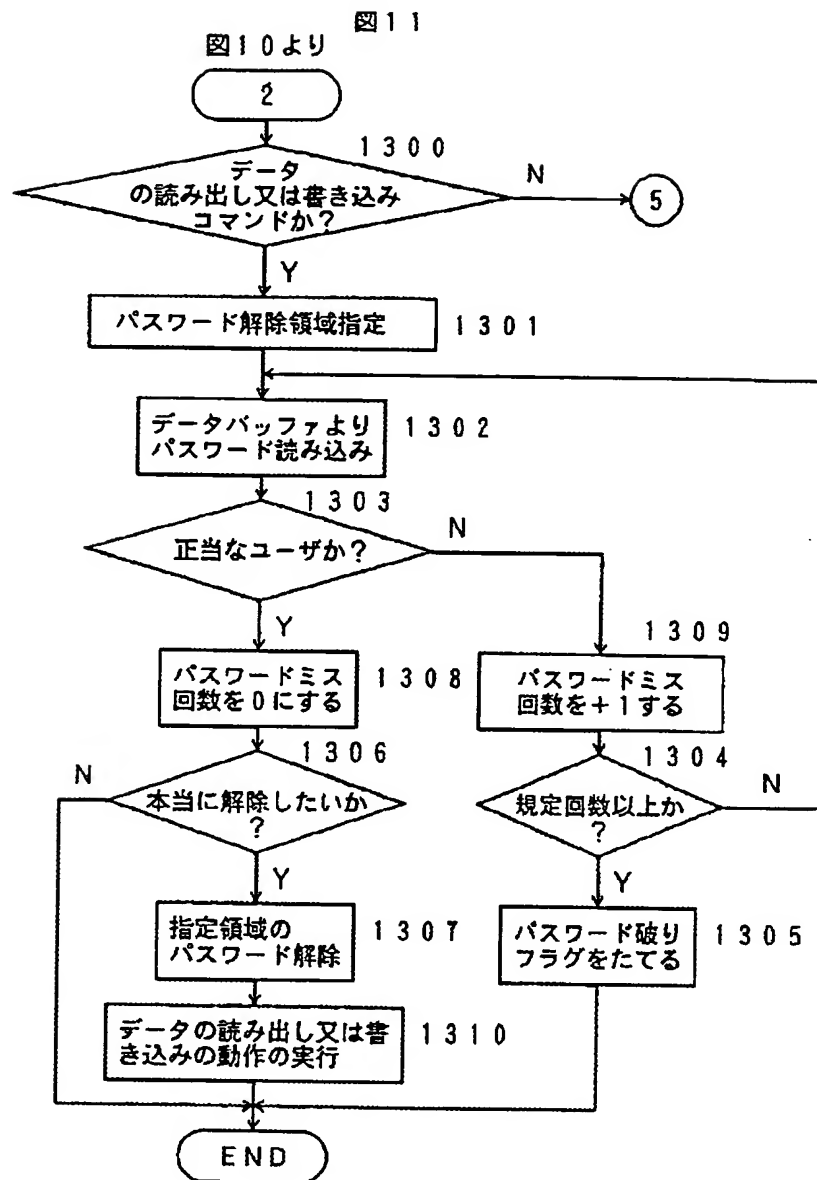 図11
図10より
2
1300
データ
の読み出し又は書き込み
コマンドか?
N
5
Y
パスワード解除領域指定
1301
データバッファより
パスワード読み込み
1302
1303
正当なユーザか?
N
Y
1309
パスワードミス
回数を0にする
1308
パスワードミス
回数を+1する
1306
1304
N
本当に解除したいか
?
規定回数以上か
?
N
Y
Y
指定領域の
パスワード解除
1307
パスワード破り
フラグをたてる
1305
データの読み出し又は書
き込みの動作の実行
1310
END